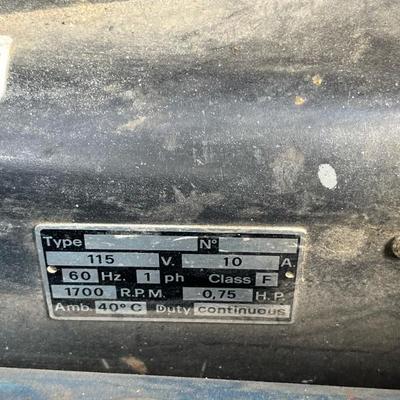 Type N°
115 V. 10 A.
60 Hz. 1 ph Class F
1700 R.P.M. 0,75 H.P.
Amb. 40°C Duty continuous